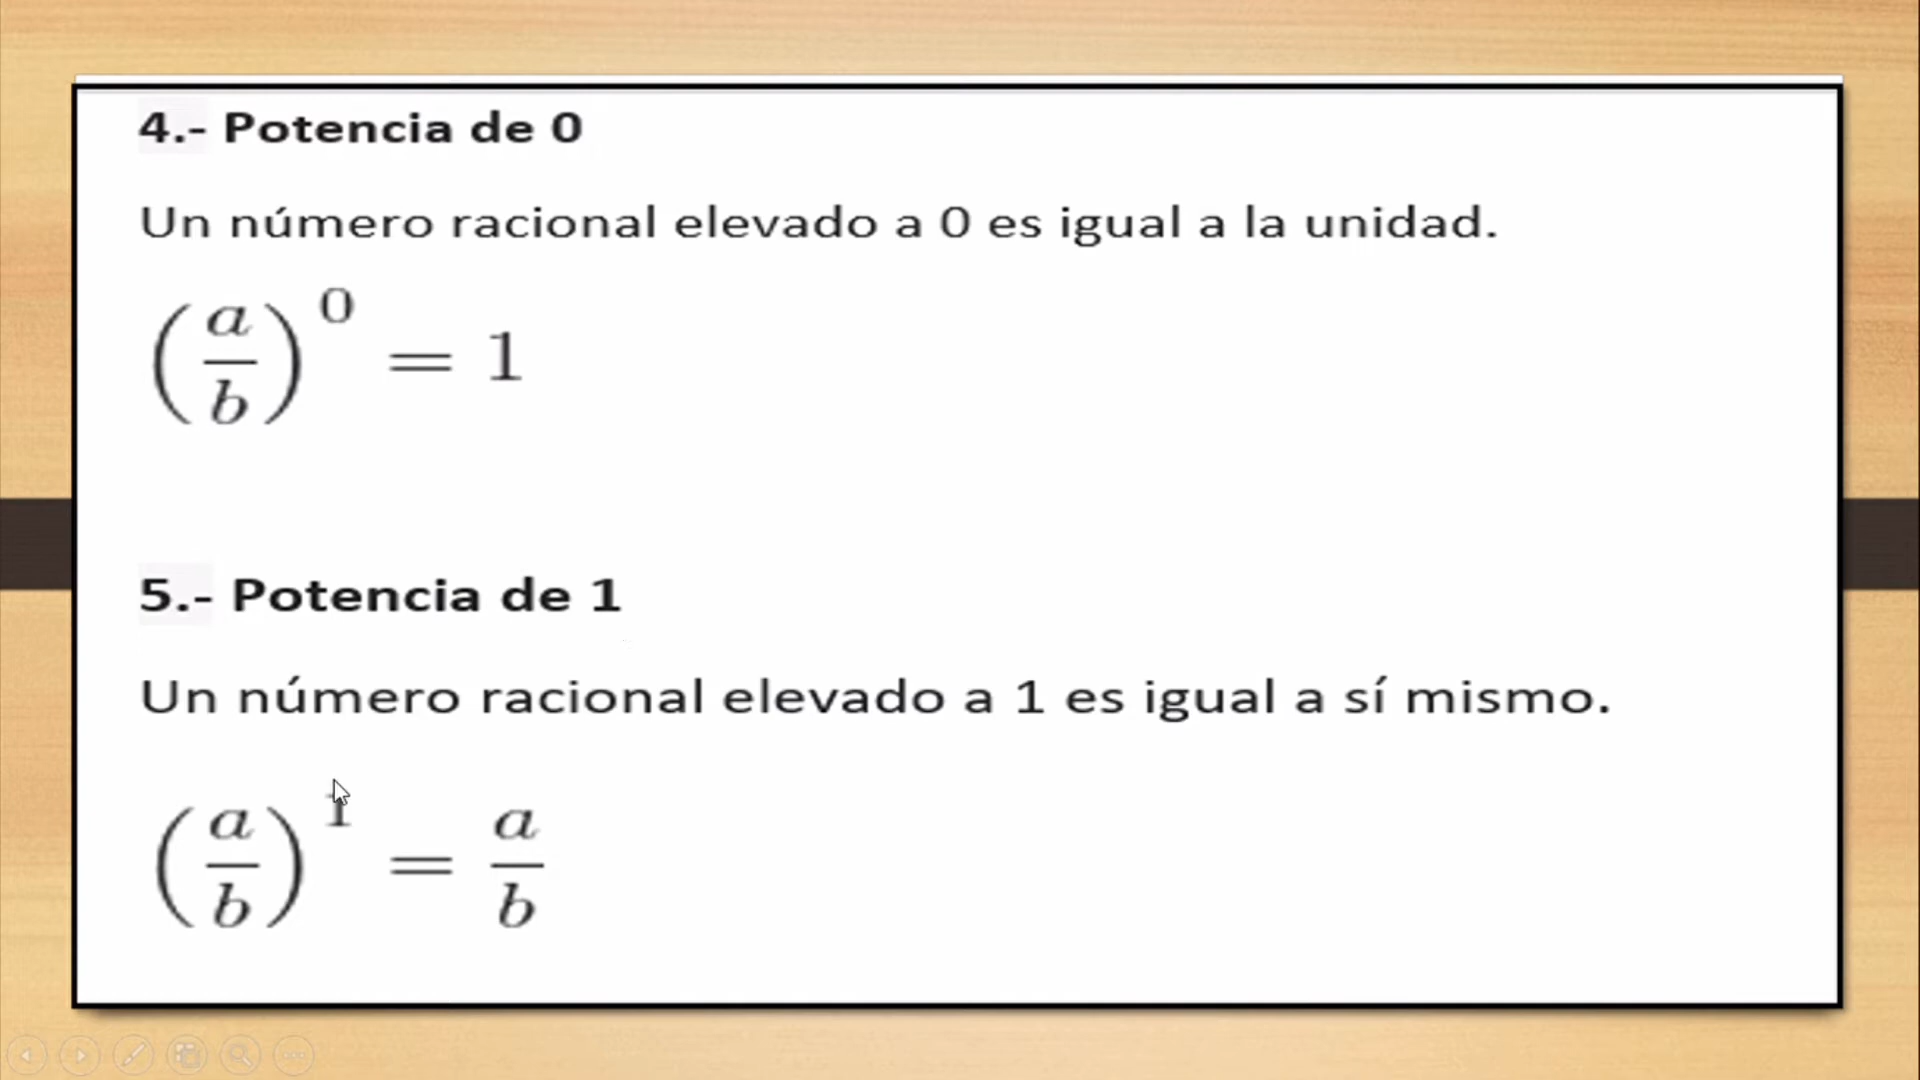 4.- Potencia de 0
Un número racional elevado a 0 es igual a la unidad.
(a/b)^0 = 1
5.- Potencia de 1
Un número racional elevado a 1 es igual a sí mismo.
(a/b)^1 = a/b